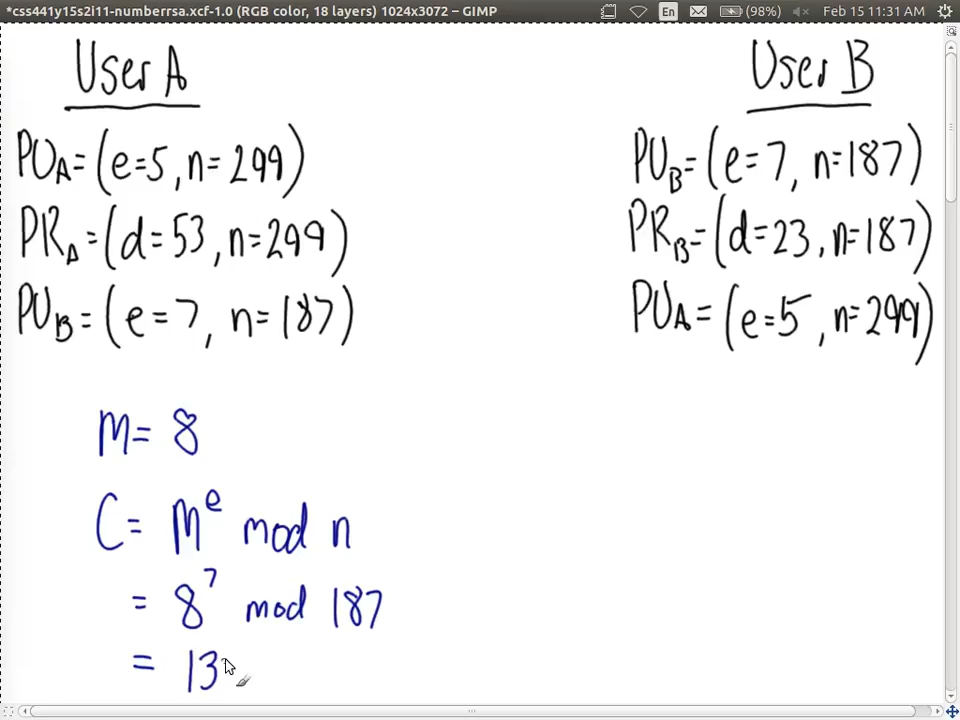 *css441y15s2i11-numberrsa.xcf-1.0 (RGB color, 18 layers) 1024x3072 – GIMP En (98%) Feb 15 11:31 AM
User A
PUA=(e=5,n=299)
PRA=(d=53,n=299)
PUB=(e=7, n=187)
User B
PUB=(e=7, n=187)
PRB=(d=23,n=187)
PUA=(e=5,n=299)
M= 8
C= M^e mod n
= 8^7 mod 187
= 13